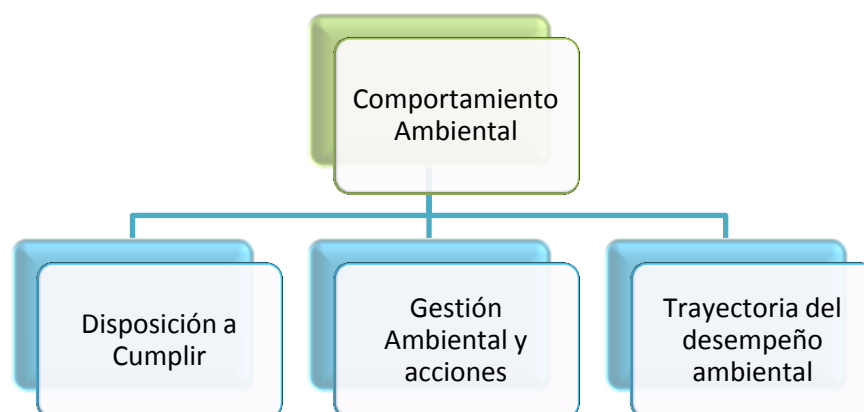 Comportamiento
Ambiental
Disposición a
Cumplir
Gestión
Ambiental y
acciones
Trayectoria del
desempeño
ambiental